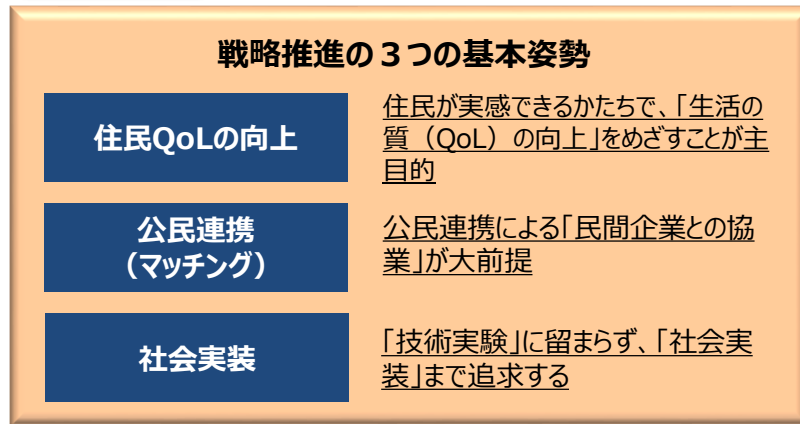 戦略推進の３つの基本姿勢
住民QoLの向上
住民が実感できるかたちで、「生活の
質（QoL）の向上」をめざすことが主
目的
公民連携
（マッチング）
公民連携による「民間企業との協
業」が大前提
社会実装
「技術実験」に留まらず、「社会実
装」まで追求する